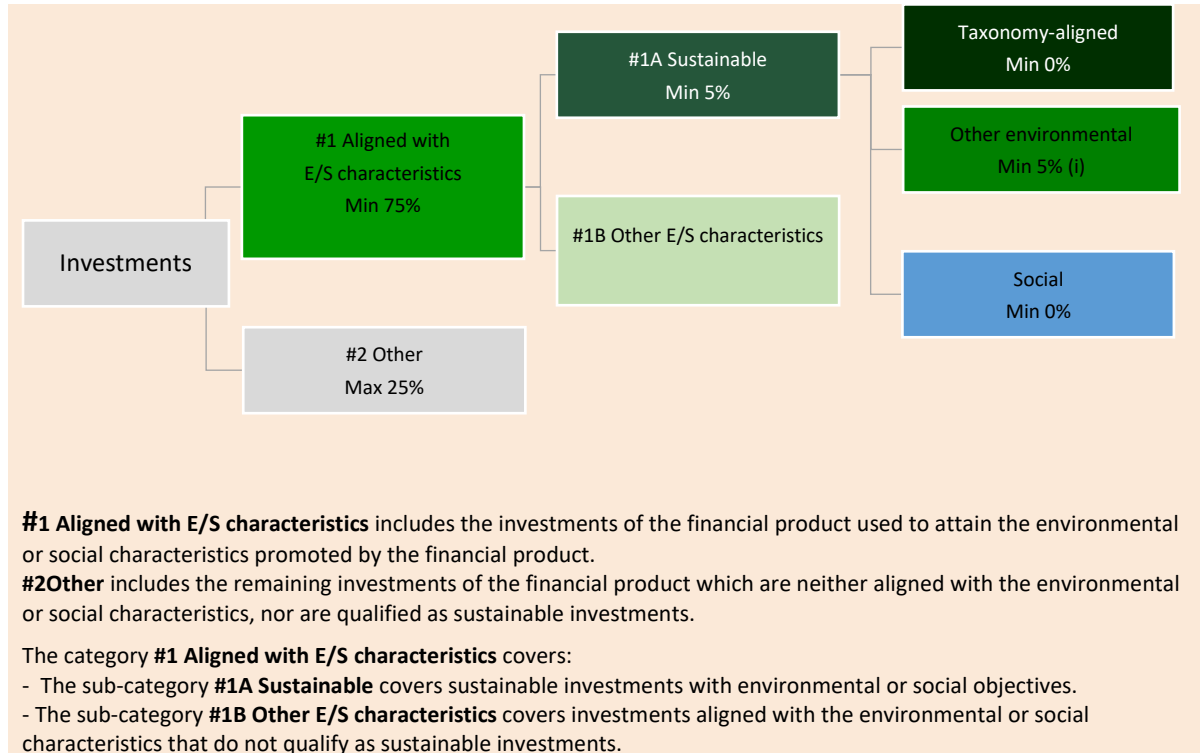 Taxonomy-aligned
Min 0%
#1A Sustainable
Min 5%
Other environmental
Min 5% (i)
#1 Aligned with
E/S characteristics
Min 75%
#1B Other E/S characteristics
Investments
Social
Min 0%
#2 Other
Max 25%
#1 Aligned with E/S characteristics includes the investments of the financial product used to attain the environmental
or social characteristics promoted by the financial product.
#2Other includes the remaining investments of the financial product which are neither aligned with the environmental
or social characteristics, nor are qualified as sustainable investments.
The category #1 Aligned with E/S characteristics covers:
- The sub-category #1A Sustainable covers sustainable investments with environmental or social objectives.
- The sub-category #1B Other E/S characteristics covers investments aligned with the environmental or social
characteristics that do not qualify as sustainable investments.